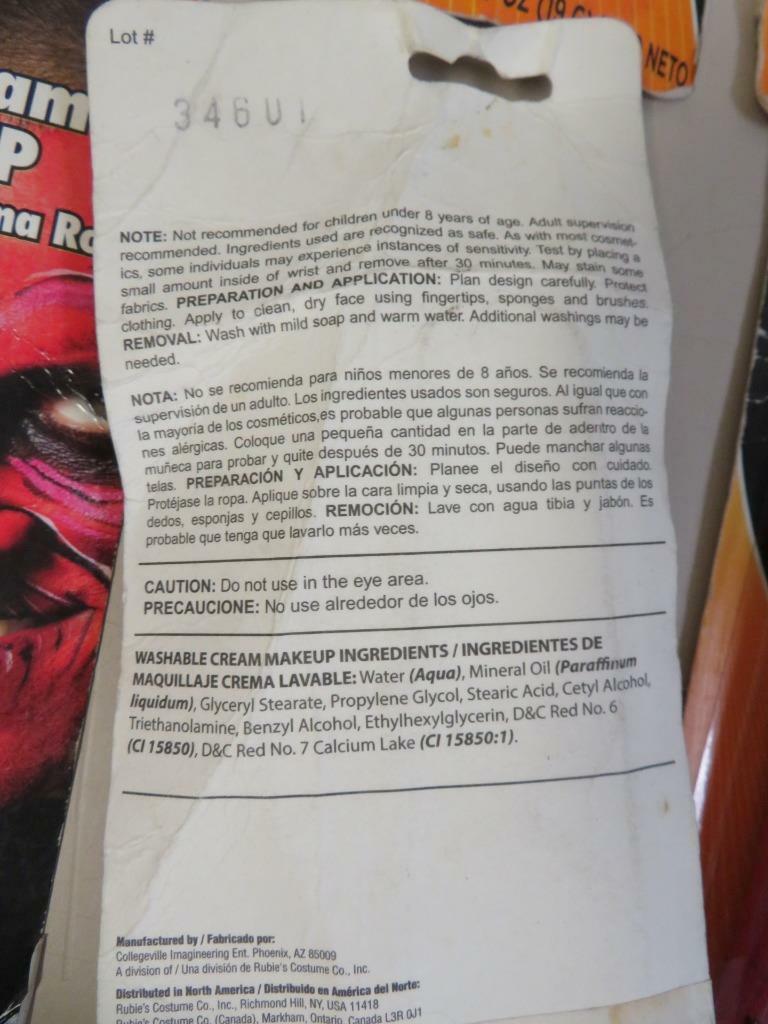 Lot #
346U1
NETO
am
P
na Ro
NOTE: Not recommended for children under 8 years of age. Adult supervision
recommended. Ingredients used are recognized as safe. As with most cosmet-
ics, some individuals may experience instances of sensitivity. Test by placing a
small amount inside of wrist and remove after 30 minutes. May stain some
fabrics. PREPARATION AND APPLICATION: Plan design carefully. Protect
clothing. Apply to clean, dry face using fingertips, sponges and brushes.
REMOVAL: Wash with mild soap and warm water. Additional washings may be
needed.
NOTA: No se recomienda para niños menores de 8 años. Se recomienda la
supervisión de un adulto. Los ingredientes usados son seguros. Al igual que con
la mayoría de los cosméticos,es probable que algunas personas sufran reaccio-
nes alérgicas. Coloque una pequeña cantidad en la parte de adentro de la
muñeca para probar y quite después de 30 minutos. Puede manchar algunas
telas. PREPARACIÓN Y APLICACIÓN: Planee el diseño con cuidado.
Protéjase la ropa. Aplique sobre la cara limpia y seca, usando las puntas de los
dedos, esponjas y cepillos. REMOCIÓN: Lave con agua tibia y jabón. Es
probable que tenga que lavarlo más veces.
CAUTION: Do not use in the eye area.
PRECAUCIONE: No use alrededor de los ojos.
WASHABLE CREAM MAKEUP INGREDIENTS / INGREDIENTES DE
MAQUILLAJE CREMA LAVABLE: Water (Aqua), Mineral Oil (Paraffinum
liquidum), Glyceryl Stearate, Propylene Glycol, Stearic Acid, Cetyl Alcohol,
Triethanolamine, Benzyl Alcohol, Ethylhexylglycerin, D&C Red No. 6
(CI 15850), D&C Red No. 7 Calcium Lake (CI 15850:1).
Manufactured by / Fabricado por:
Collegeville Imagineering Ent. Phoenix, AZ 85009
A division of / Una división de Rubie's Costume Co., Inc.
Distributed in North America / Distribuido en América del Norte:
Rubie's Costume Co., Inc., Richmond Hill, NY, USA 11418
Rubie's Costume Co. (Canada), Markham, Ontario, Canada L3R 0J1